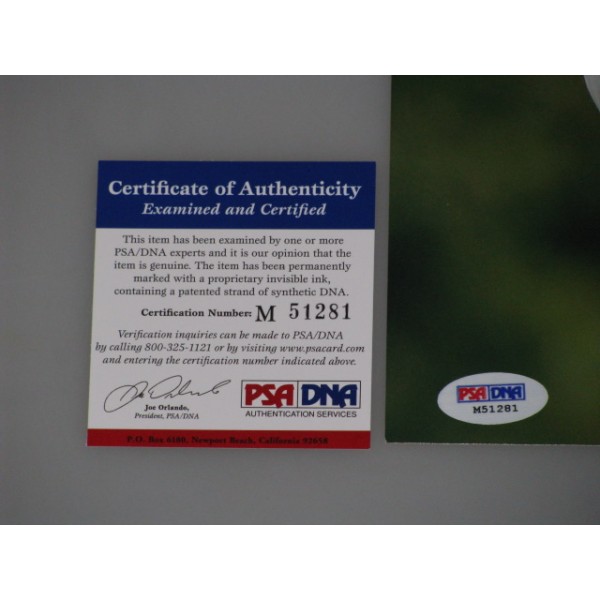 Certificate of Authenticity
Examined and Certified
This item has been examined by one or more
PSA/DNA experts and it is our opinion that the
item is genuine. The item has been permanently
marked with a proprietary invisible ink,
containing a patented strand of synthetic DNA.
Certification Number: M 51281
Verification inquiries can be made to PSA/DNA
by calling 800-325-1121 or by visiting www.psacard.com
and entering the certification number indicated above.
Joe Orlando,
President, PSA/DNA
PSA DNA
AUTHENTICATION SERVICES
P.O. Box 6180, Newport Beach, California 92658
PSA DNA
M51281